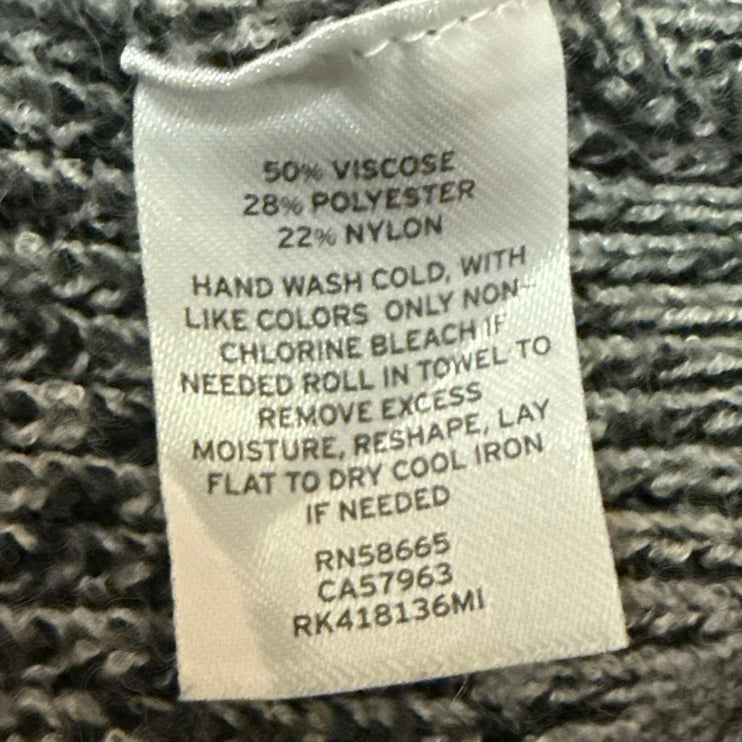 50% VISCOSE
28% POLYESTER
22% NYLON
HAND WASH COLD, WITH
LIKE COLORS ONLY NON-
CHLORINE BLEACH IF
NEEDED ROLL IN TOWEL TO
REMOVE EXCESS
MOISTURE, RESHAPE, LAY
FLAT TO DRY COOL IRON
IF NEEDED
RN58665
CA57963
RK418136MI